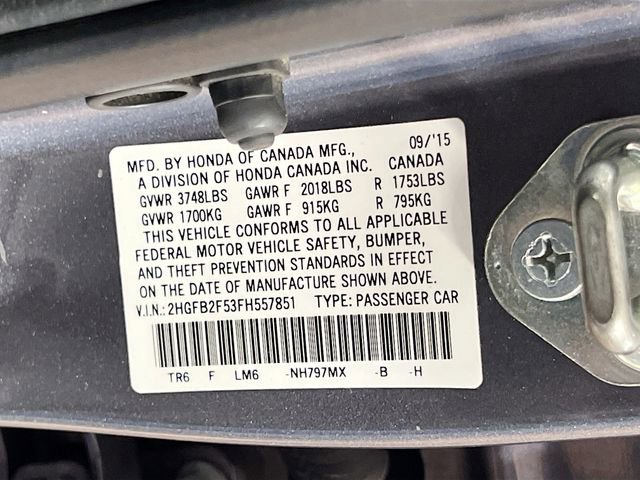 MFD. BY HONDA OF CANADA MFG., 09/'15
A DIVISION OF HONDA CANADA INC. CANADA
GVWR 3748LBS GAWR F 2018LBS R 1753LBS
GVWR 1700KG GAWR F 915KG R 795KG
THIS VEHICLE CONFORMS TO ALL APPLICABLE
FEDERAL MOTOR VEHICLE SAFETY, BUMPER,
AND THEFT PREVENTION STANDARDS IN EFFECT
ON THE DATE OF MANUFACTURE SHOWN ABOVE.
V.I.N.: 2HGFB2F53FH557851 TYPE: PASSENGER CAR
TR6 F LM6 -NH797MX -B -H